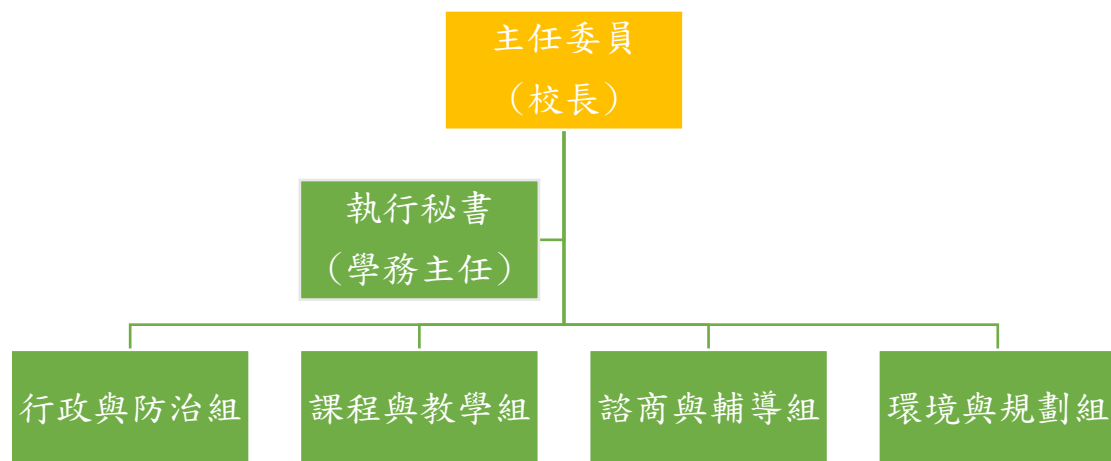 主任委員
（校長）
執行秘書
（學務主任）
行政與防治組
課程與教學組
諮商與輔導組
環境與規劃組